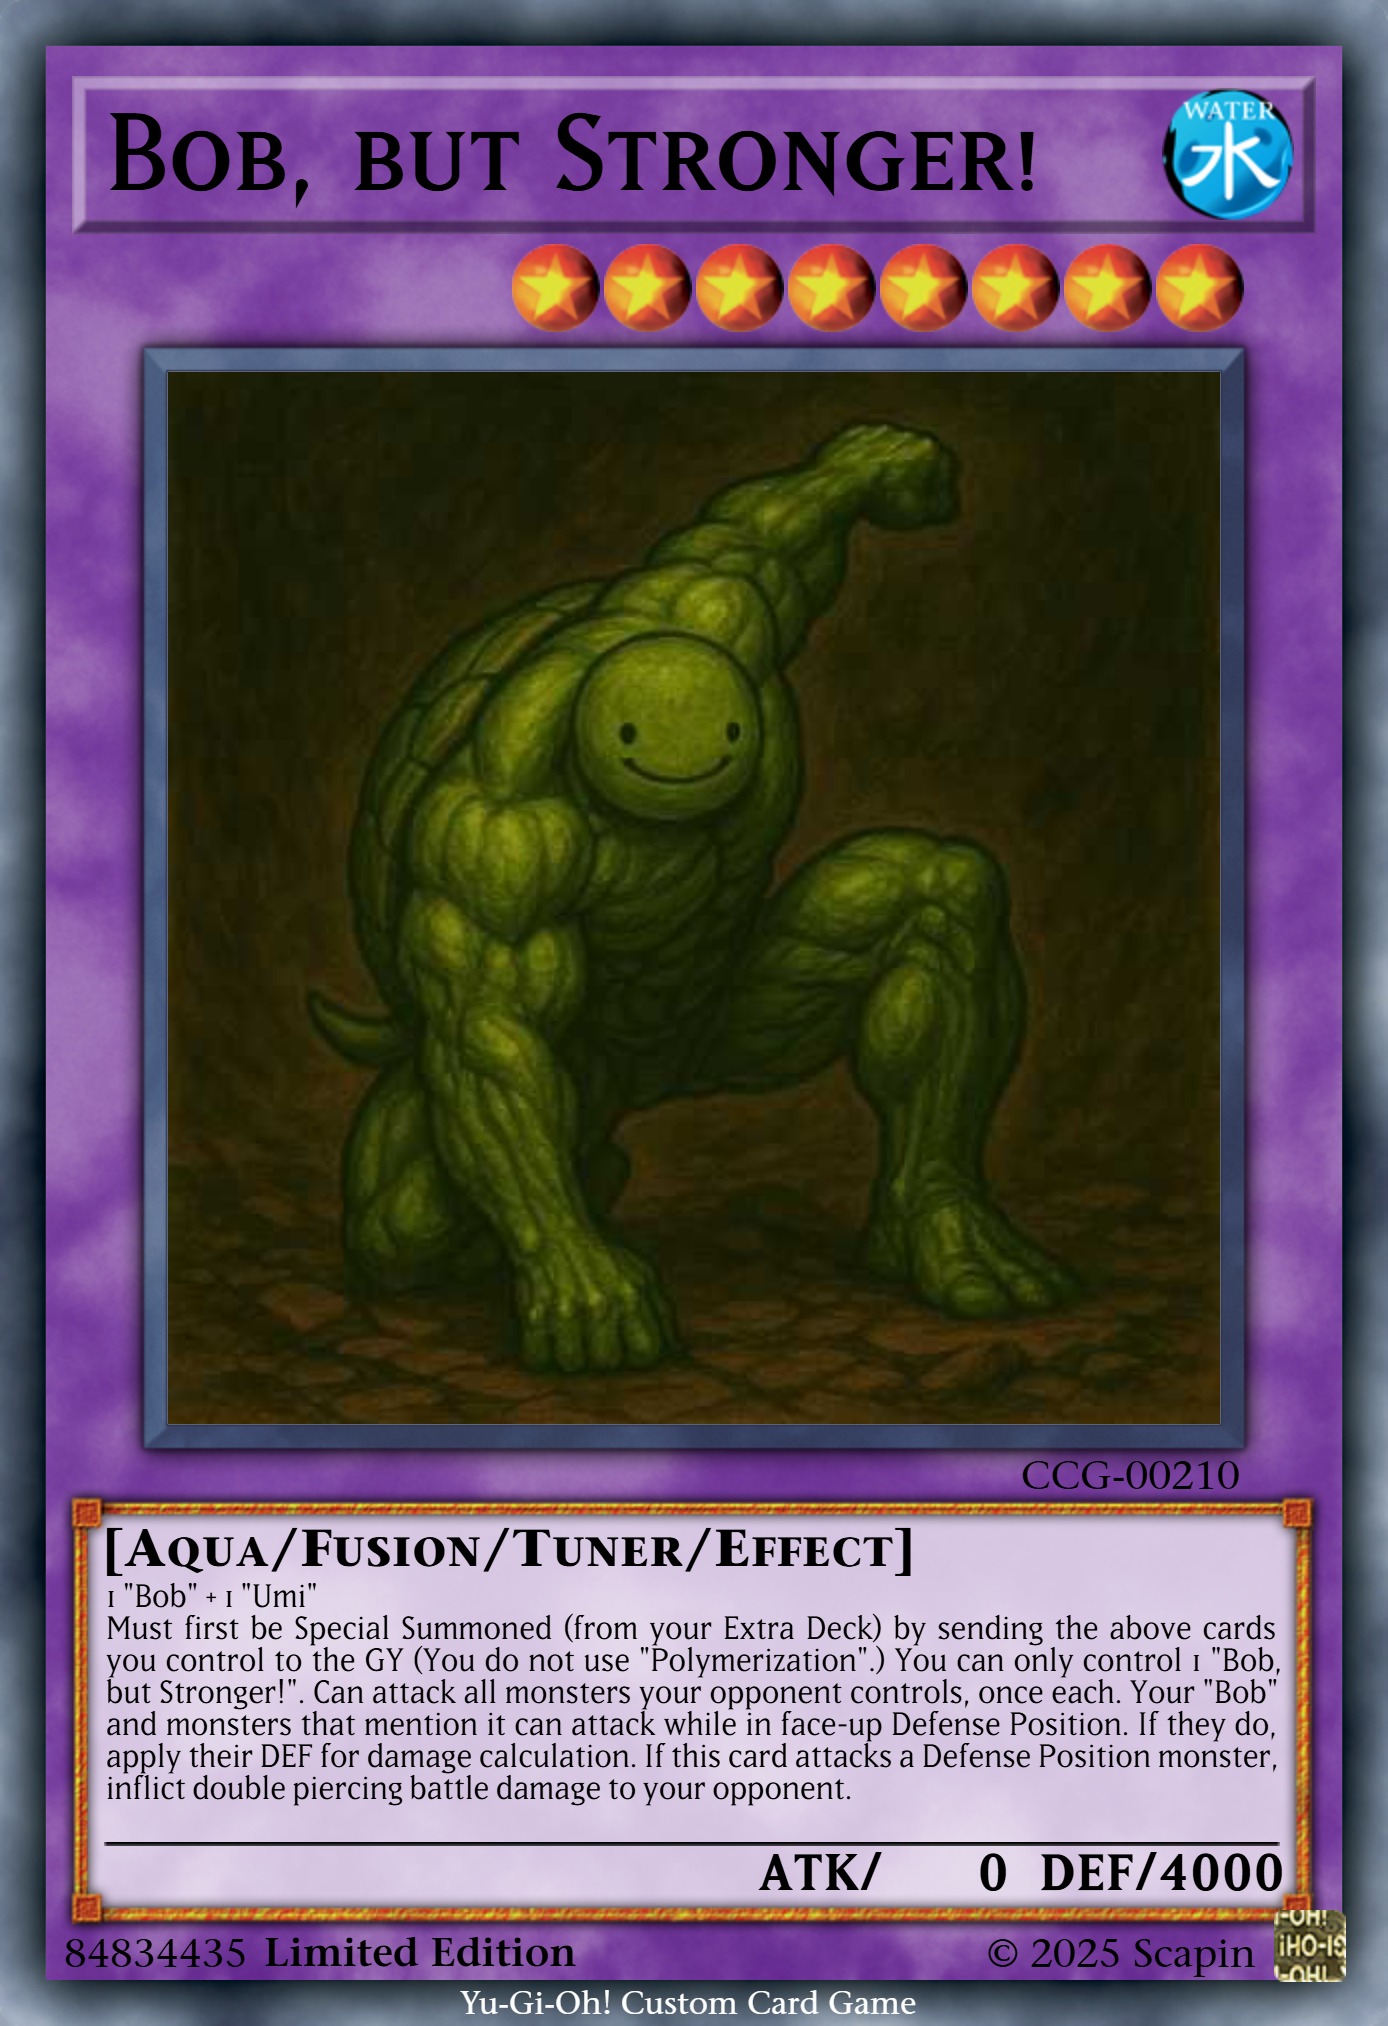 Bob, but Stronger!
WATER
水
CCG-00210
[Aqua/Fusion/Tuner/Effect]
1 "Bob" + 1 "Umi"
Must first be Special Summoned (from your Extra Deck) by sending the above cards
you control to the GY (You do not use "Polymerization".) You can only control 1 "Bob,
but Stronger!". Can attack all monsters your opponent controls, once each. Your "Bob"
and monsters that mention it can attack while in face-up Defense Position. If they do,
apply their DEF for damage calculation. If this card attacks a Defense Position monster,
inflict double piercing battle damage to your opponent.
ATK/ 0 DEF/4000
84834435 Limited Edition © 2025 Scapin
Yu-Gi-Oh! Custom Card Game